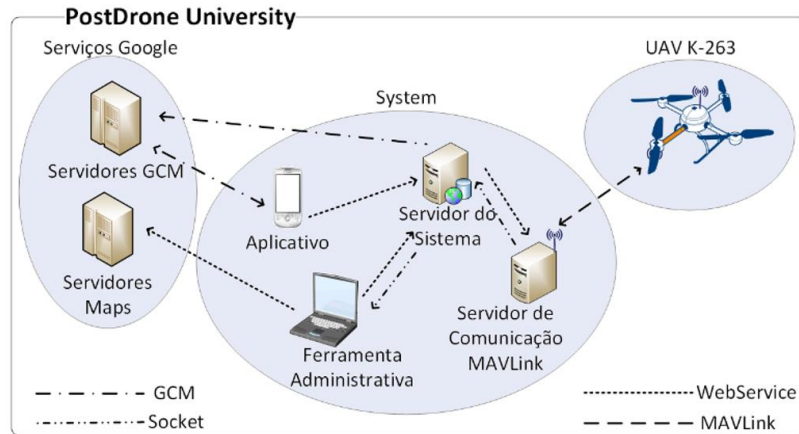 PostDrone University
Serviços Google
Servidores GCM
Servidores
Maps
System
Aplicativo
Servidor do
Sistema
Ferramenta
Administrativa
Servidor de
Comunicação
MAVLink
UAV K-263
GCM
Socket
WebService
MAVLink